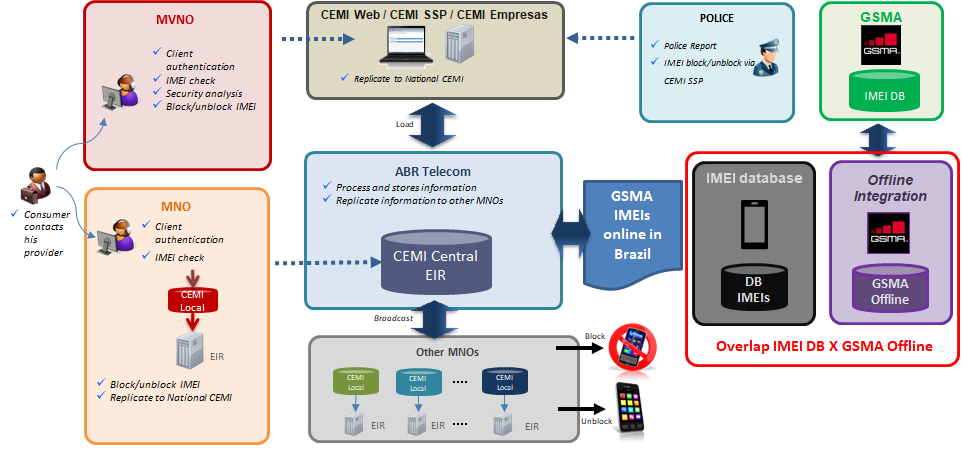 MVNO
Client
authentication
IMEI check
Security analysis
Block/unblock IMEI
CEMI Web / CEMI SSP / CEMI Empresas
Replicate to National CEMI
POLICE
Police Report
IMEI block/unblock via
CEMI SSP
GSMA
GSMA
IMEI DB
Load
Consumer
contacts
his
provider
MNO
Client
authentication
IMEI check
CEMI
Local
EIR
Block/unblock IMEI
Replicate to National CEMI
ABR Telecom
Process and stores information
Replicate information to other MNOs
CEMI Central
EIR
GSMA
IMEIs
online in
Brazil
IMEI database
DB
IMEIs
Offline
Integration
GSMA
GSMA
Offline
Overlap IMEI DB X GSMA Offline
Broadcast
Other MNOs
CEMI
Local
CEMI
Local
....
CEMI
Local
EIR
EIR
....
EIR
Block
Unblock